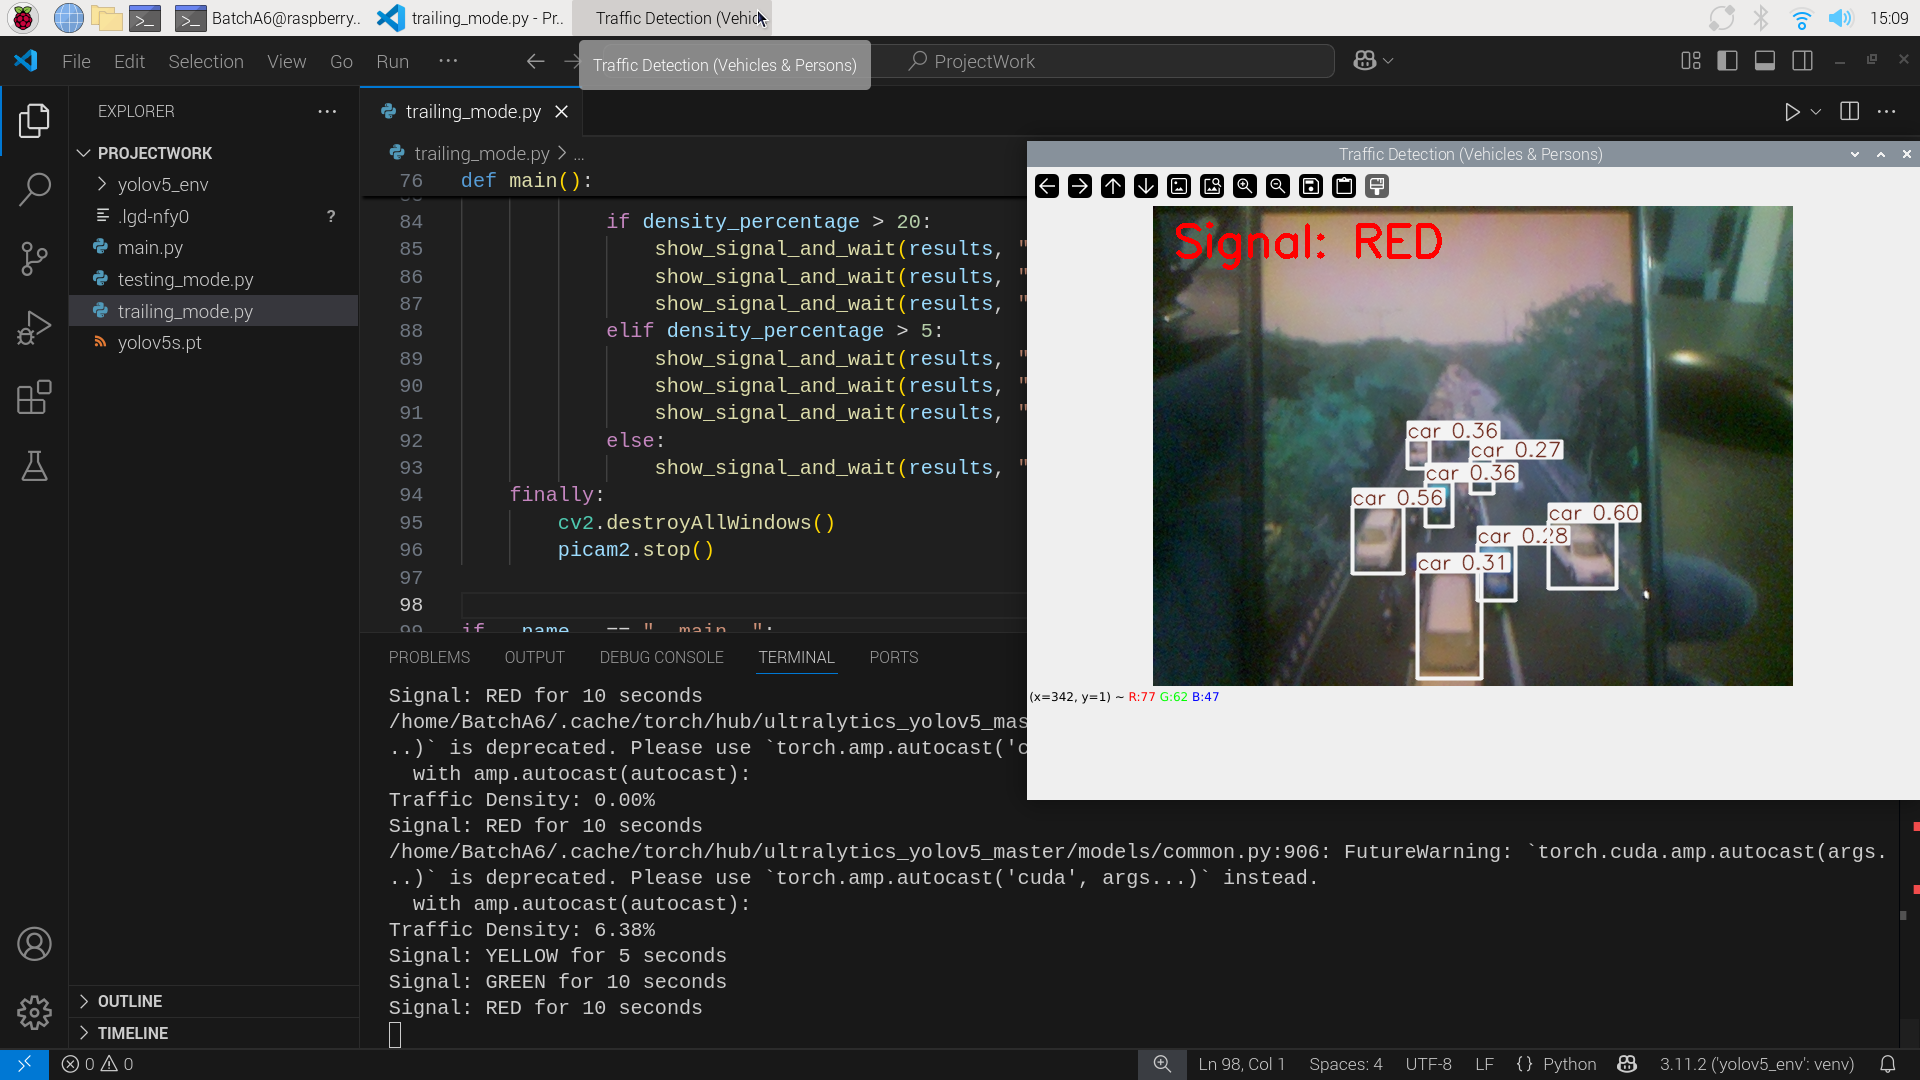 BatchA6@raspberry..
trailing_mode.py - Pr..
Traffic Detection (Vehic
15:09
File Edit Selection View Go Run ···
Traffic Detection (Vehicles & Persons)
ProjectWork
EXPLORER
trailing_mode.py
PROJECTWORK
yolov5_env
.lgd-nfy0 ?
main.py
testing_mode.py
trailing_mode.py
yolov5s.pt
OUTLINE
TIMELINE
trailing_mode.py > ...
76 def main():
84 if density_percentage > 20:
85 show_signal_and_wait(results, "
86 show_signal_and_wait(results, "
87 show_signal_and_wait(results, "
88 elif density_percentage > 5:
89 show_signal_and_wait(results, "
90 show_signal_and_wait(results, "
91 show_signal_and_wait(results, "
92 else:
93 show_signal_and_wait(results, "
94 finally:
95 cv2.destroyAllWindows()
96 picam2.stop()
97
98
99 if __name__ == "__main__":
Traffic Detection (Vehicles & Persons)
Signal: RED
car 0.36
car 0.27
car 0.36
car 0.56
car 0.60
car 0.28
car 0.31
(x=342, y=1) ~ R:77 G:62 B:47
PROBLEMS OUTPUT DEBUG CONSOLE TERMINAL PORTS
Signal: RED for 10 seconds
/home/BatchA6/.cache/torch/hub/ultralytics_yolov5_mas
..)` is deprecated. Please use `torch.amp.autocast('c
with amp.autocast(autocast):
Traffic Density: 0.00%
Signal: RED for 10 seconds
/home/BatchA6/.cache/torch/hub/ultralytics_yolov5_master/models/common.py:906: FutureWarning: `torch.cuda.amp.autocast(args.
..)` is deprecated. Please use `torch.amp.autocast('cuda', args...)` instead.
with amp.autocast(autocast):
Traffic Density: 6.38%
Signal: YELLOW for 5 seconds
Signal: GREEN for 10 seconds
Signal: RED for 10 seconds
0 0
Ln 98, Col 1 Spaces: 4 UTF-8 LF {} Python 3.11.2 ('yolov5_env': venv)